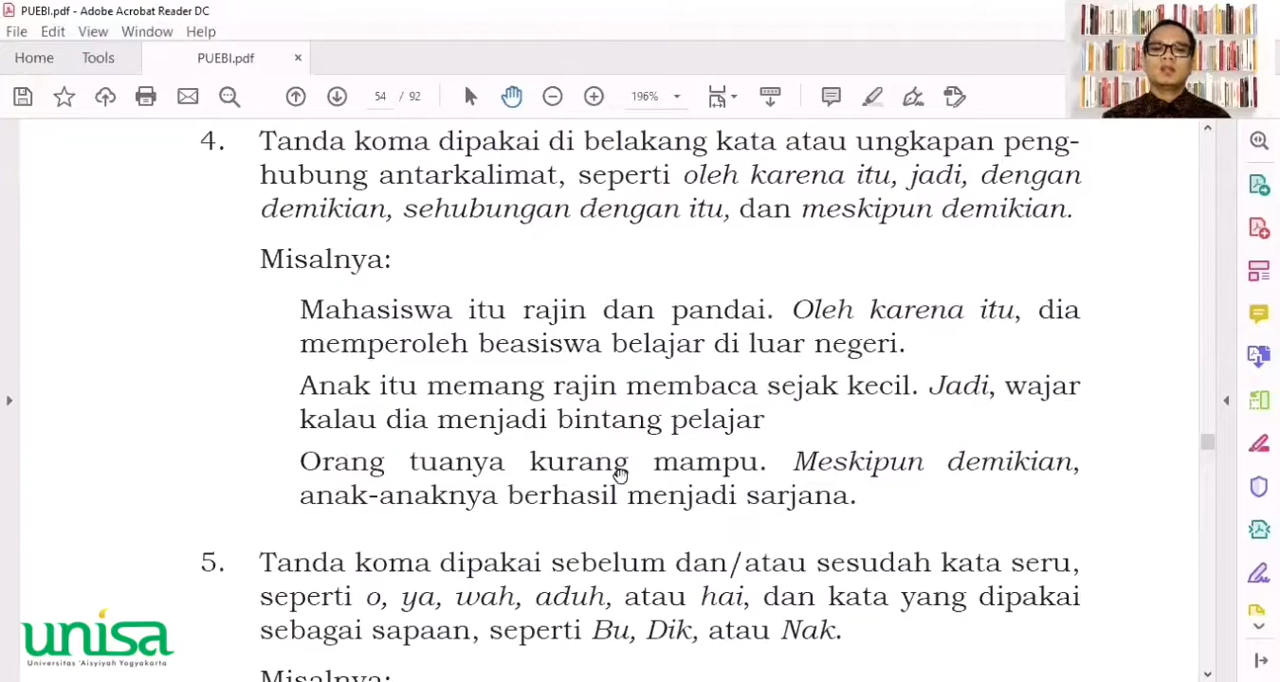 PUEBI.pdf - Adobe Acrobat Reader DC
File Edit View Window Help
Home Tools PUEBI.pdf ×
54 / 92 196%
4. Tanda koma dipakai di belakang kata atau ungkapan peng-
hubung antarkalimat, seperti oleh karena itu, jadi, dengan
demikian, sehubungan dengan itu, dan meskipun demikian.
Misalnya:
Mahasiswa itu rajin dan pandai. Oleh karena itu, dia
memperoleh beasiswa belajar di luar negeri.
Anak itu memang rajin membaca sejak kecil. Jadi, wajar
kalau dia menjadi bintang pelajar
Orang tuanya kurang mampu. Meskipun demikian,
anak-anaknya berhasil menjadi sarjana.
5. Tanda koma dipakai sebelum dan/atau sesudah kata seru,
seperti o, ya, wah, aduh, atau hai, dan kata yang dipakai
sebagai sapaan, seperti Bu, Dik, atau Nak.
Misalnya:
unisa
Universitas 'Aisyiyah Yogyakarta